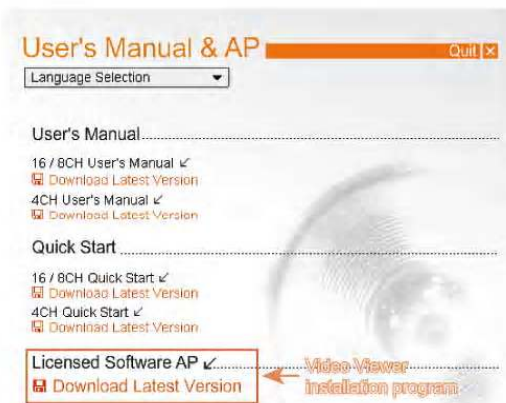 User's Manual & AP
Quit
Language Selection
User's Manual
16 / 8CH User's Manual
Download Latest Version
4CH User's Manual
Download Latest Version
Quick Start
16 / 8CH Quick Start
Download Latest Version
4CH Quick Start
Download Latest Version
Licensed Software AP
Video Viewer
Download Latest Version
installation program